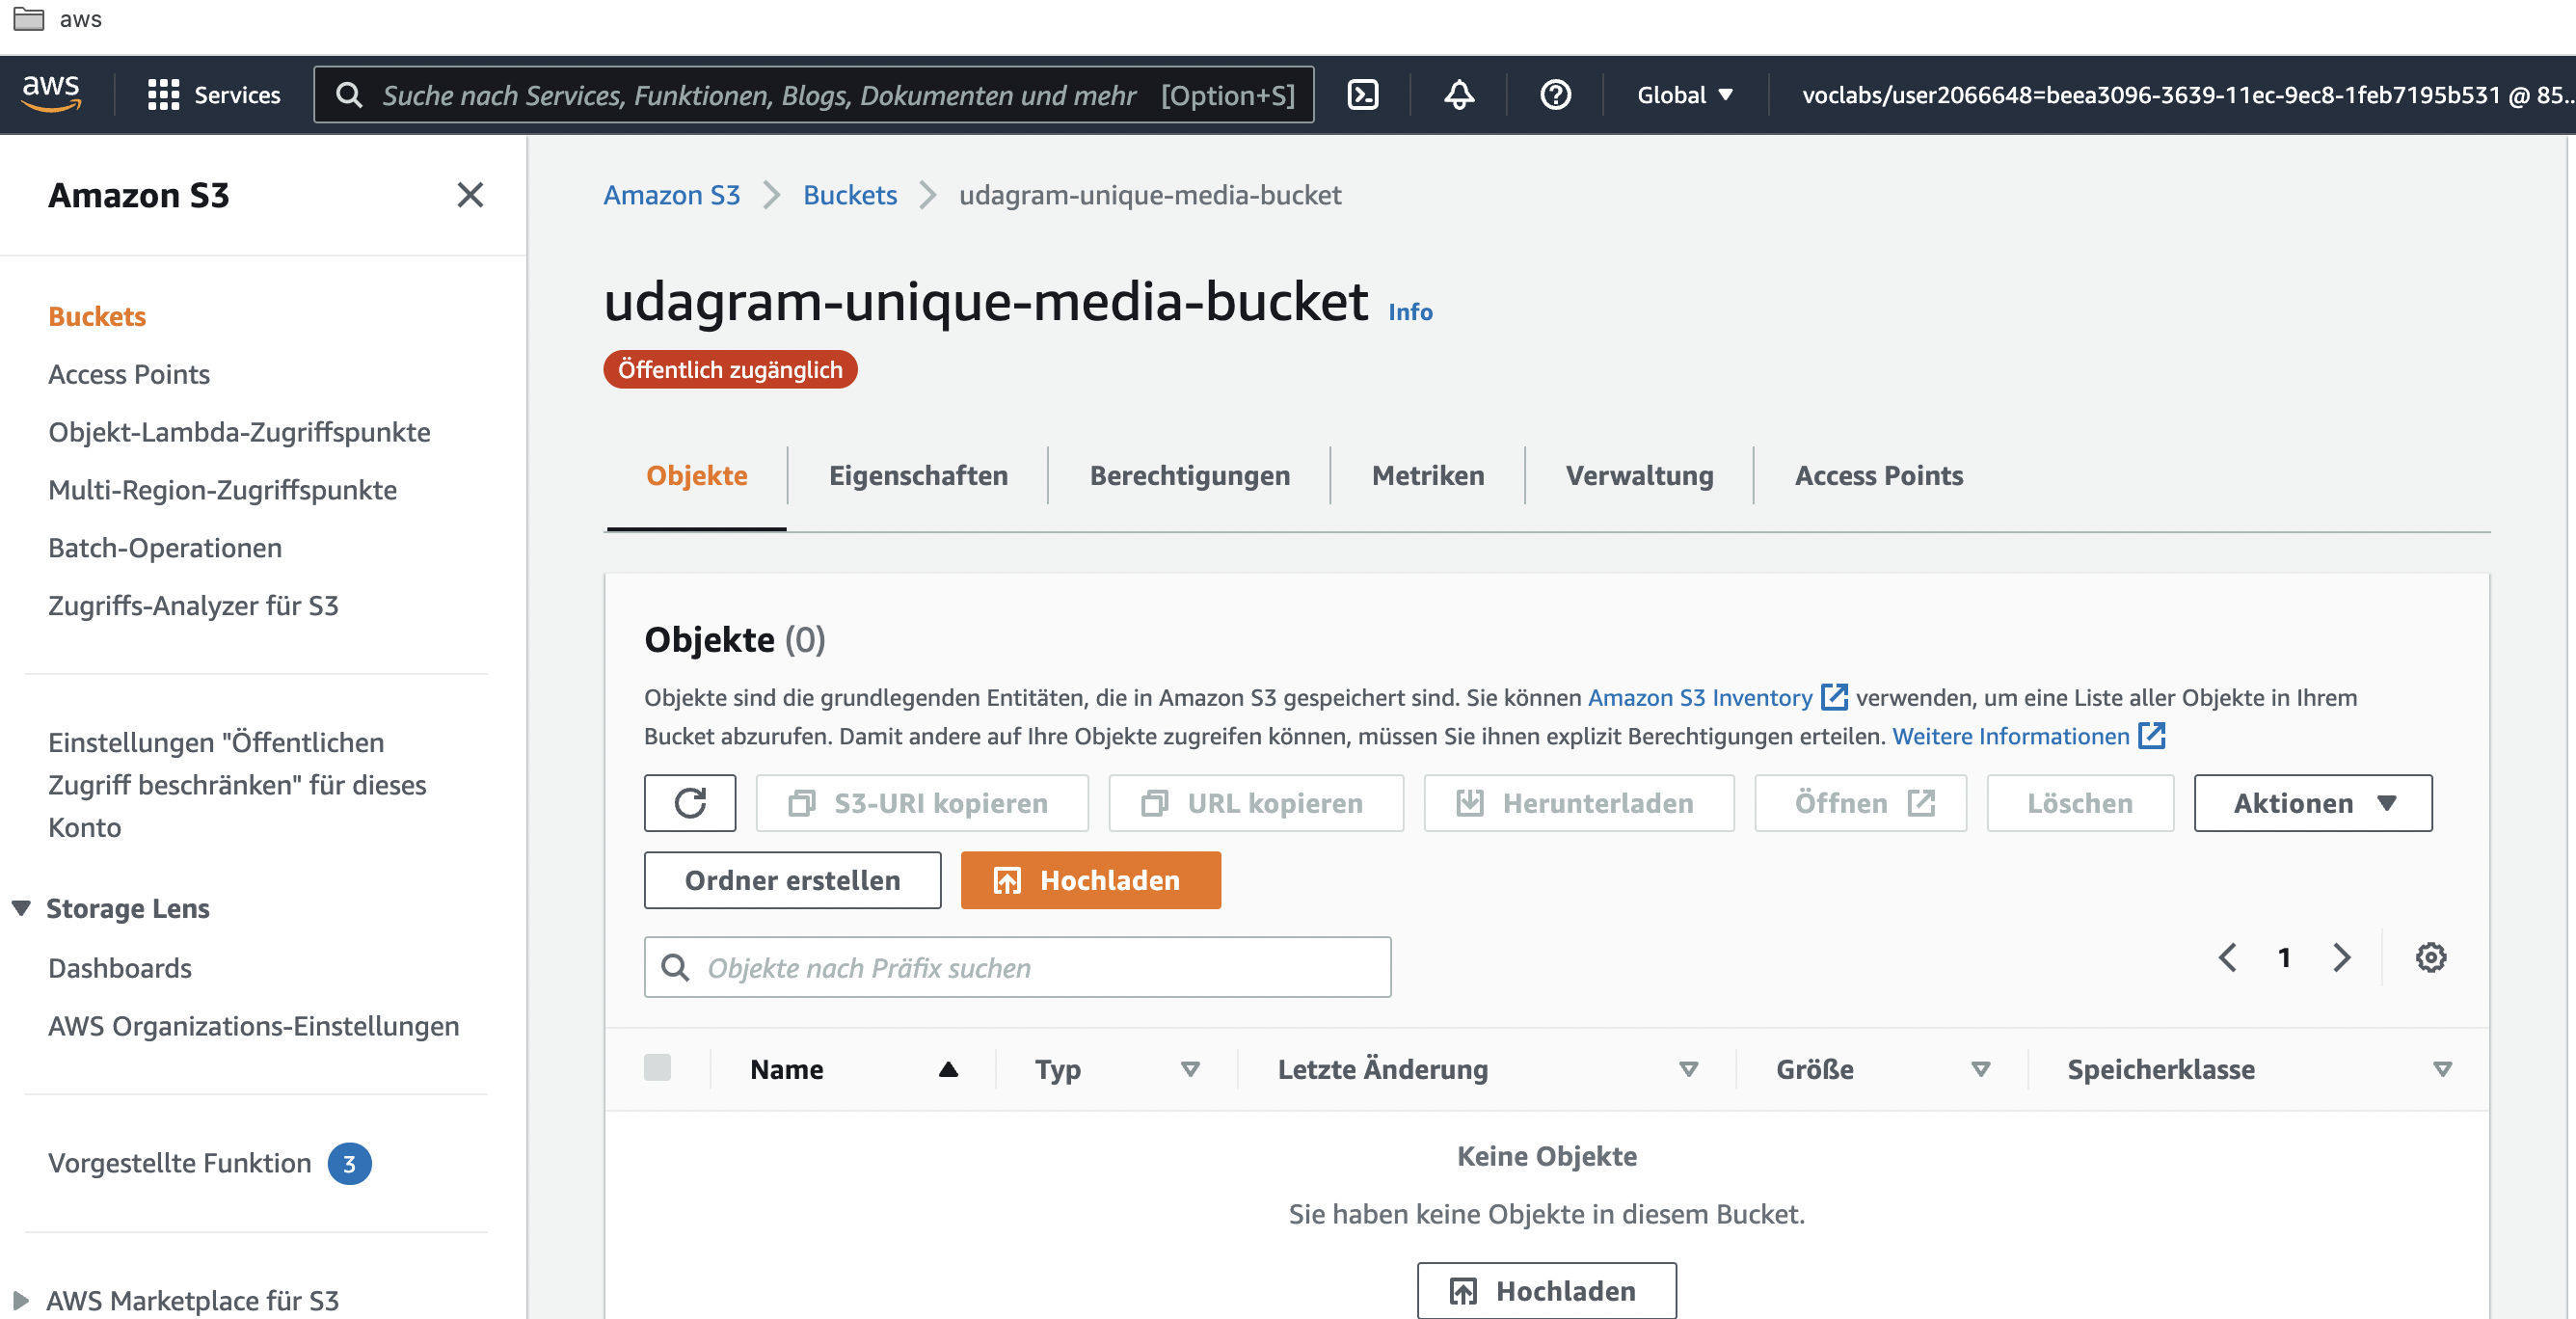 aws
aws
Services
Suche nach Services, Funktionen, Blogs, Dokumenten und mehr [Option+S]
Global
voclabs/user2066648=beea3096-3639-11ec-9ec8-1feb7195b531 @ 85...
Amazon S3
Buckets
Access Points
Objekt-Lambda-Zugriffspunkte
Multi-Region-Zugriffspunkte
Batch-Operationen
Zugriffs-Analyzer für S3
Einstellungen "Öffentlichen
Zugriff beschränken" für dieses
Konto
Storage Lens
Dashboards
AWS Organizations-Einstellungen
Vorgestellte Funktion 3
AWS Marketplace für S3
Amazon S3 > Buckets > udagram-unique-media-bucket
udagram-unique-media-bucket Info
Öffentlich zugänglich
Objekte Eigenschaften Berechtigungen Metriken Verwaltung Access Points
Objekte (0)
Objekte sind die grundlegenden Entitäten, die in Amazon S3 gespeichert sind. Sie können Amazon S3 Inventory verwenden, um eine Liste aller Objekte in Ihrem
Bucket abzurufen. Damit andere auf Ihre Objekte zugreifen können, müssen Sie ihnen explizit Berechtigungen erteilen. Weitere Informationen
S3-URI kopieren URL kopieren Herunterladen Öffnen Löschen Aktionen
Ordner erstellen Hochladen
Objekte nach Präfix suchen
1
Name Typ Letzte Änderung Größe Speicherklasse
Keine Objekte
Sie haben keine Objekte in diesem Bucket.
Hochladen